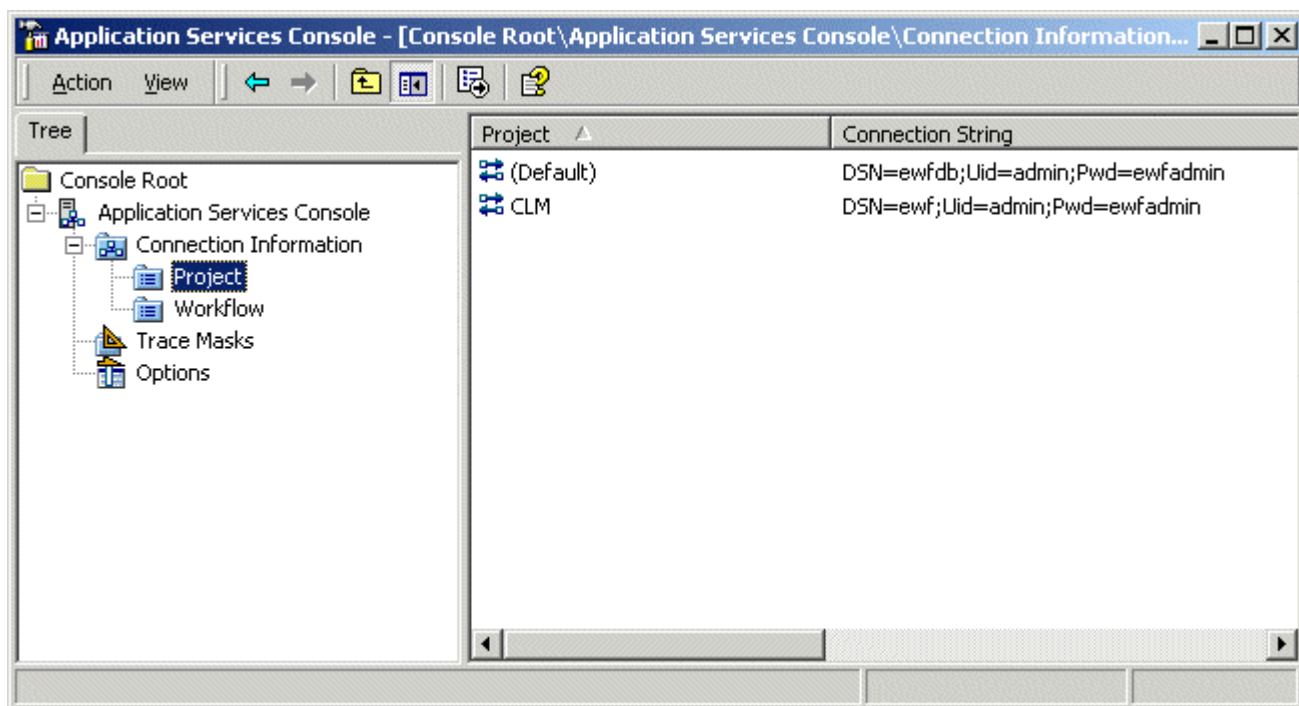 Application Services Console - [Console Root\Application Services Console\Connection Information...
Action View
Tree
Project Connection String
Console Root
Application Services Console
Connection Information
Project
Workflow
Trace Masks
Options
(Default) DSN=ewfdb;Uid=admin;Pwd=ewfadmin
CLM DSN=ewf;Uid=admin;Pwd=ewfadmin